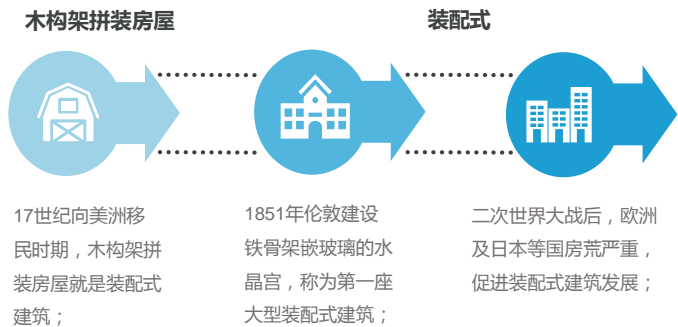 木构架拼装房屋
装配式
17世纪向美洲移
民时期，木构架拼
装房屋就是装配式
建筑；
1851年伦敦建设
铁骨架嵌玻璃的水
晶宫，称为第一座
大型装配式建筑；
二次世界大战后，欧洲
及日本等国房荒严重，
促进装配式建筑发展；